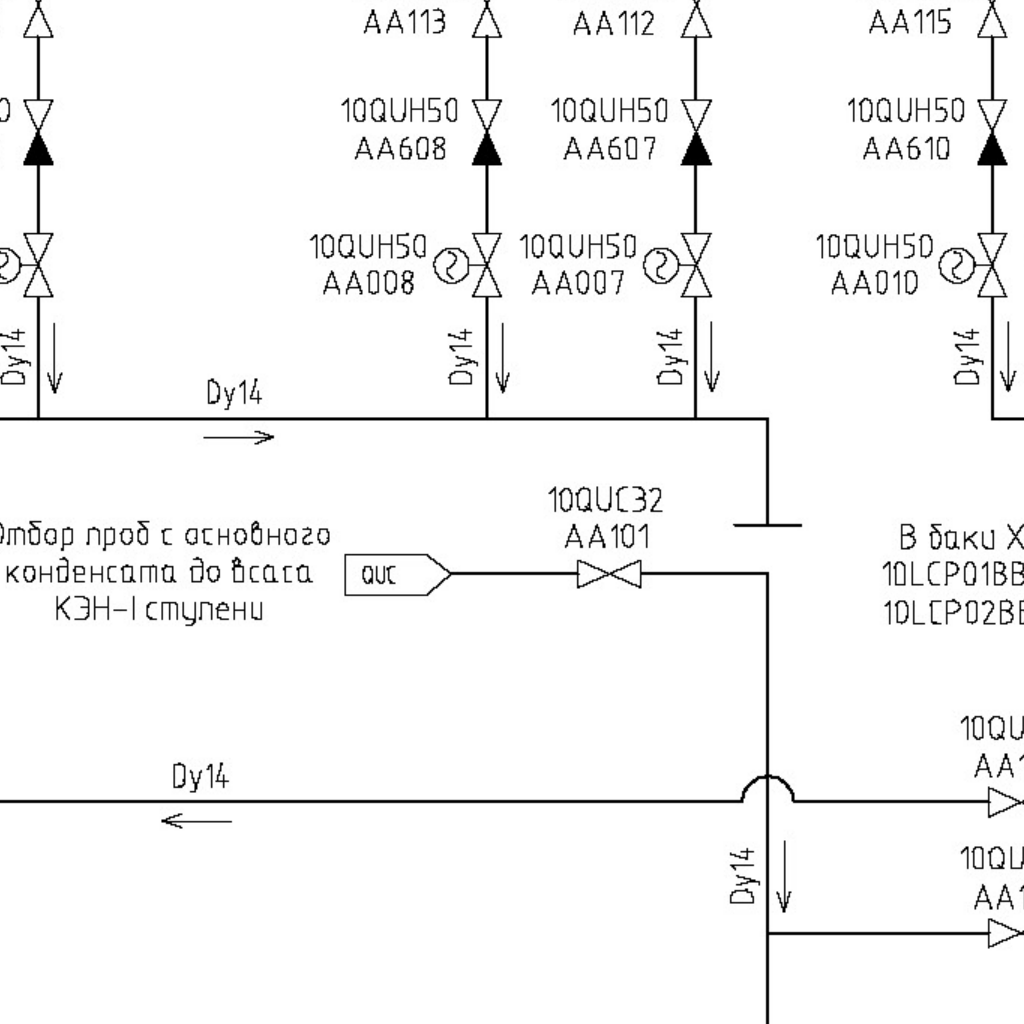 AA113
AA112
AA115
0
10QUH50
AA608
10QUH50
AA607
10QUH50
AA610
10QUH50
AA008
10QUH50
AA007
10QUH50
AA010
Dy14
Dy14
Dy14
Dy14
Dy14
10QUC32
AA101
Отбор проб с основного
конденсата до всаса
КЭН-I ступени
QUC
В баки Х
10LCP01BB
10LCP02BB
10QU
AA1
Dy14
Dy14
10QU
AA1